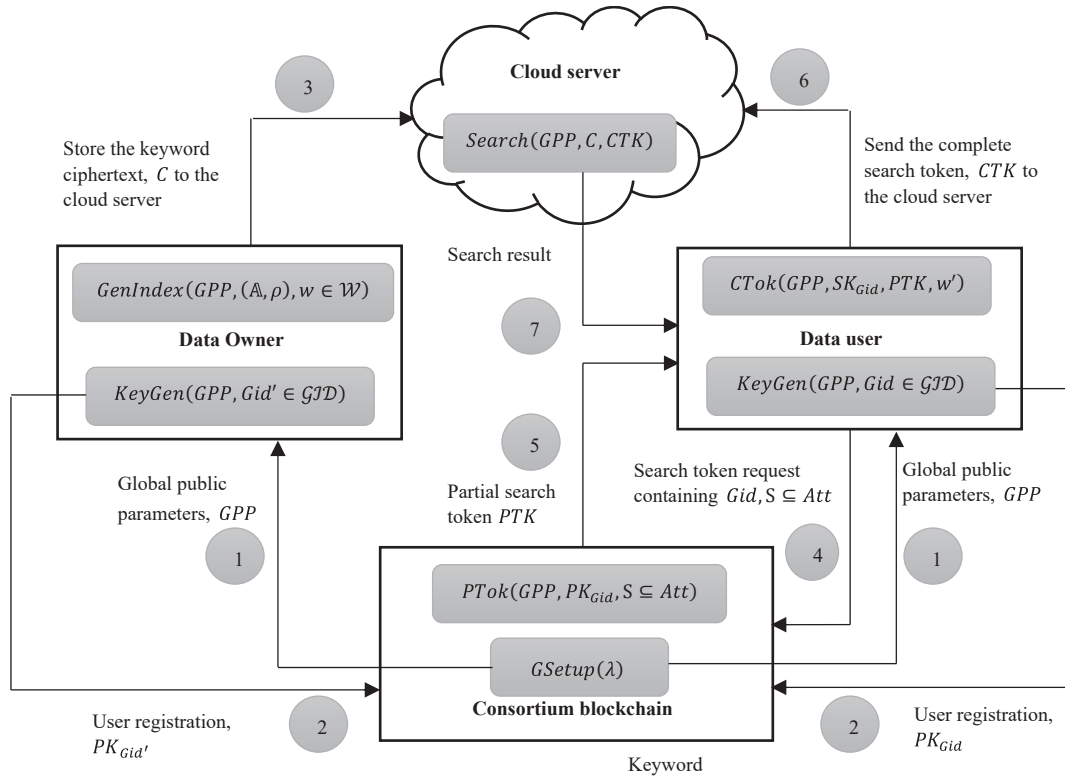 Cloud server
3
6
Search(GPP, C, CTK)
Store the keyword
ciphertext, C to the
cloud server
Send the complete
search token, CTK to
the cloud server
Search result
GenIndex(GPP, (𝔸, ρ), w ∈ 𝒲)
Data Owner
KeyGen(GPP, Gid′ ∈ 𝒢ℐ𝒟)
CTok(GPP, SK_Gid, PTK, w′)
Data user
KeyGen(GPP, Gid ∈ 𝒢ℐ𝒟)
7
5
Global public
parameters, GPP
Partial search
token PTK
Search token request
containing Gid, S ⊆ Att
Global public
parameters, GPP
1
4
1
PTok(GPP, PK_Gid, S ⊆ Att)
GSetup(λ)
Consortium blockchain
User registration,
PK_Gid′
2
2
User registration,
PK_Gid
Keyword